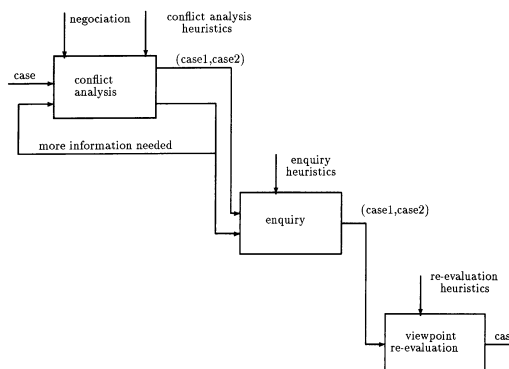 negociation
conflict analysis
heuristics
(case1,case2)
case
conflict
analysis
more information needed
enquiry
heuristics
enquiry
(case1,case2)
re-evaluation
heuristics
viewpoint
re-evaluation
cas